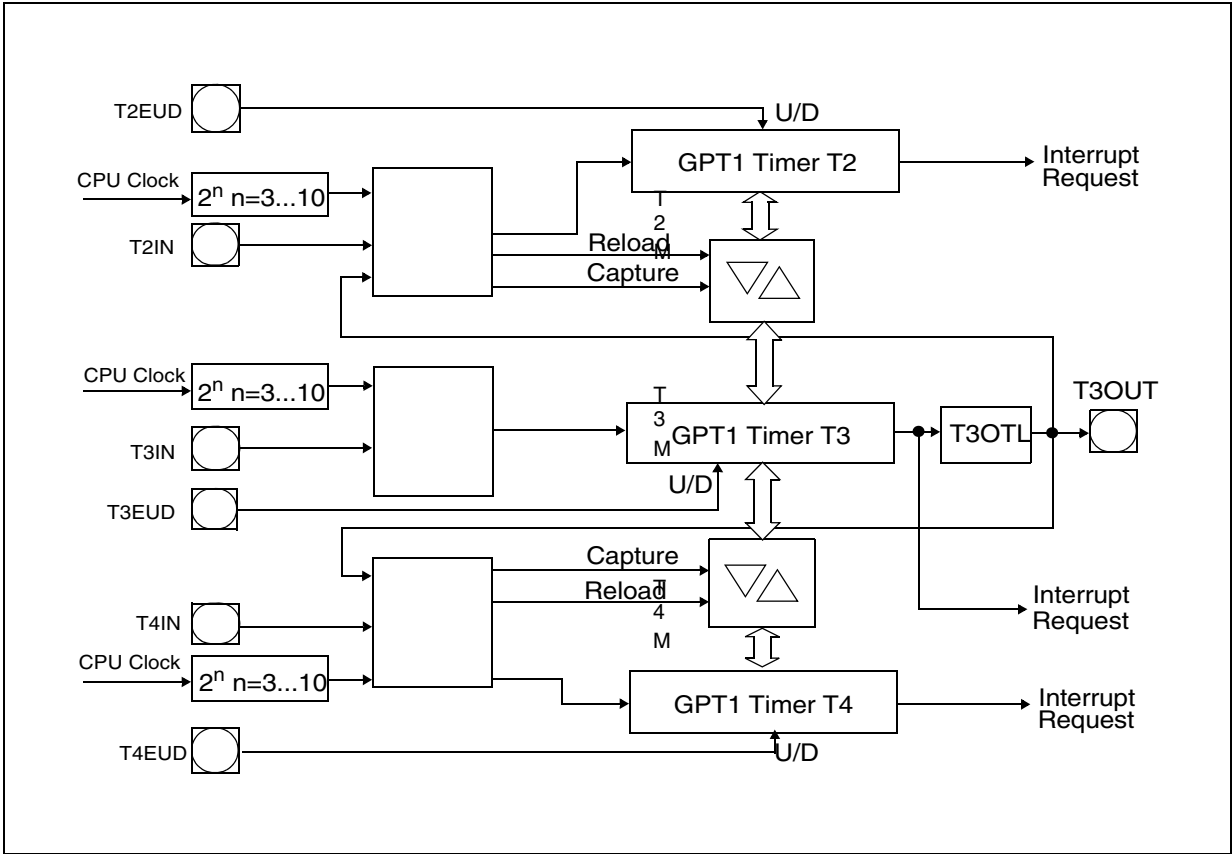 T2EUD
U/D
GPT1 Timer T2
Interrupt
Request
CPU Clock
2ⁿ n=3...10
T2IN
T
2
M
Reload
Capture
CPU Clock
2ⁿ n=3...10
T3IN
T
3
M
GPT1 Timer T3
T3OTL
T3OUT
U/D
T3EUD
Capture
Reload
T
4
M
Interrupt
Request
T4IN
CPU Clock
2ⁿ n=3...10
GPT1 Timer T4
Interrupt
Request
T4EUD
U/D